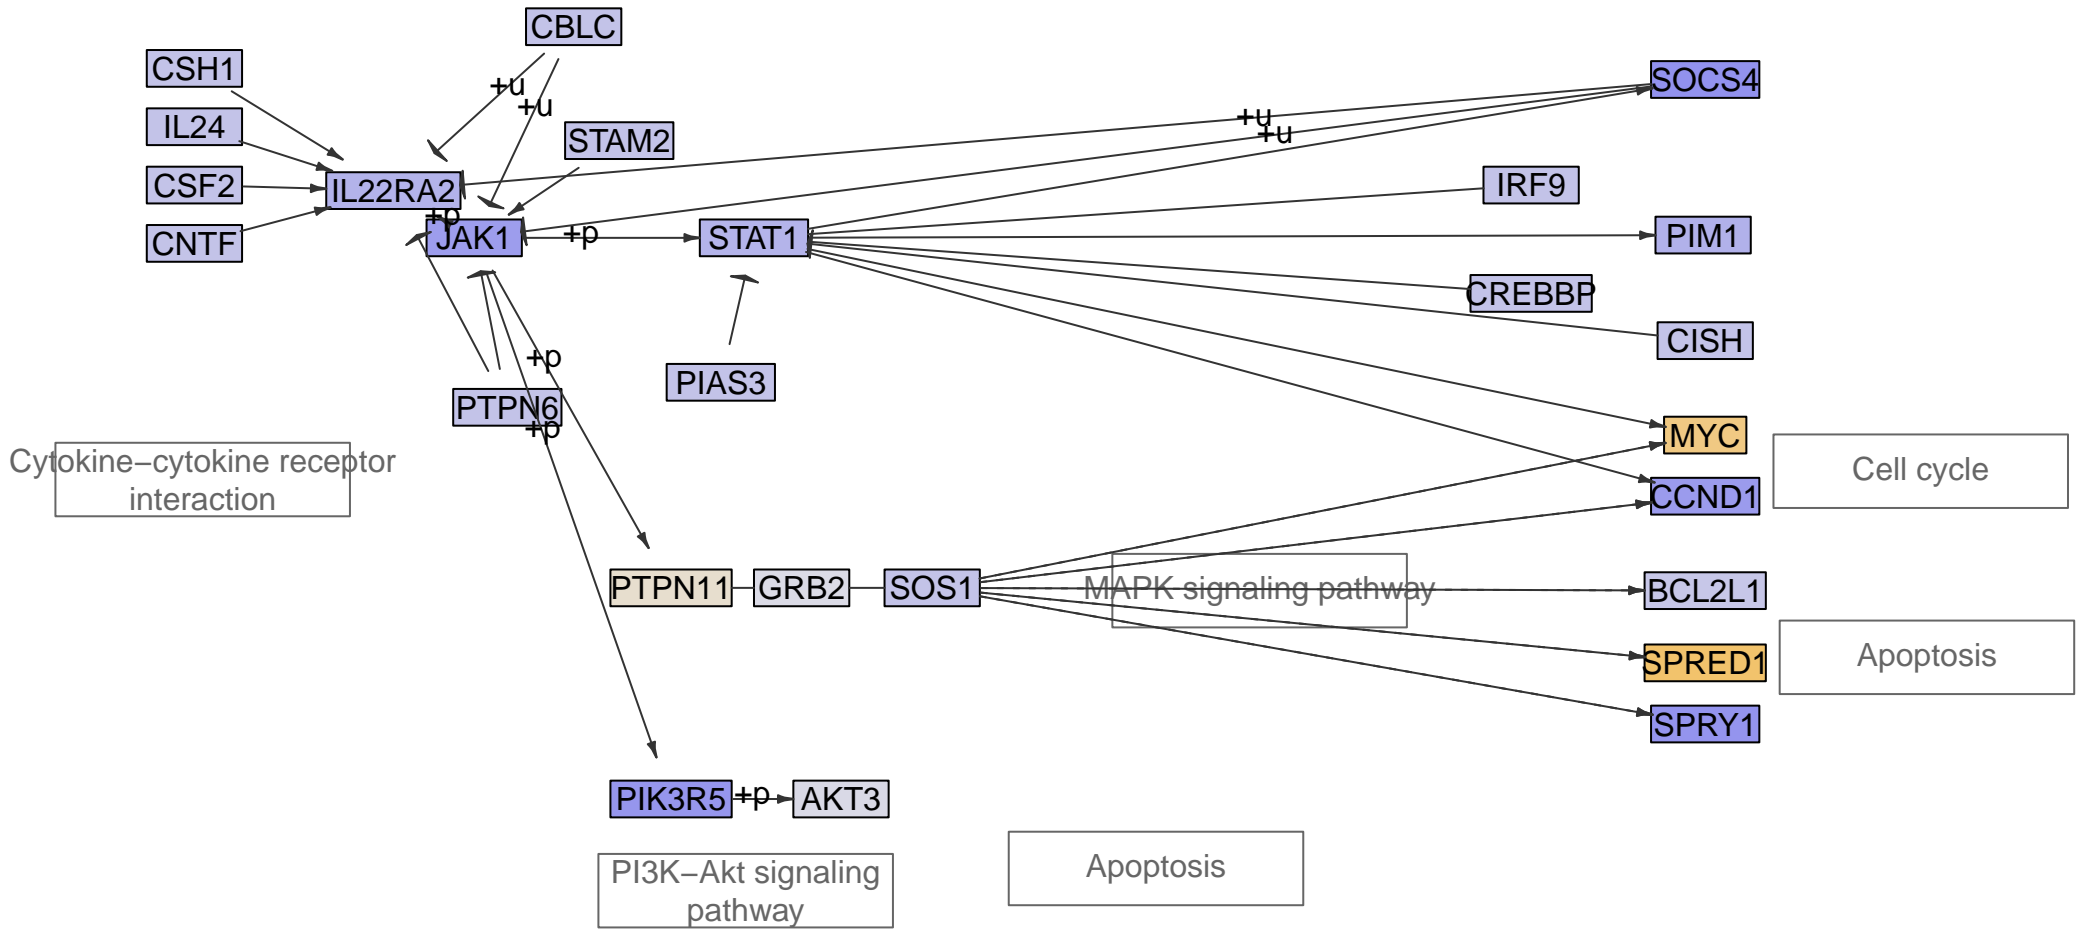 CBLC
CSH1
SOCS4
+u
+u
+u
IL24
+u
STAM2
CSF2
IL22RA2
IRF9
+p
CNTF
JAK1
+p
STAT1
PIM1
CREBBP
CISH
+p
PIAS3
PTPN6
+p
MYC
Cytokine−cytokine receptor
interaction
Cell cycle
CCND1
PTPN11
GRB2
SOS1
MAPK signaling pathway
BCL2L1
SPRED1
Apoptosis
SPRY1
PIK3R5
+p
AKT3
PI3K−Akt signaling
pathway
Apoptosis